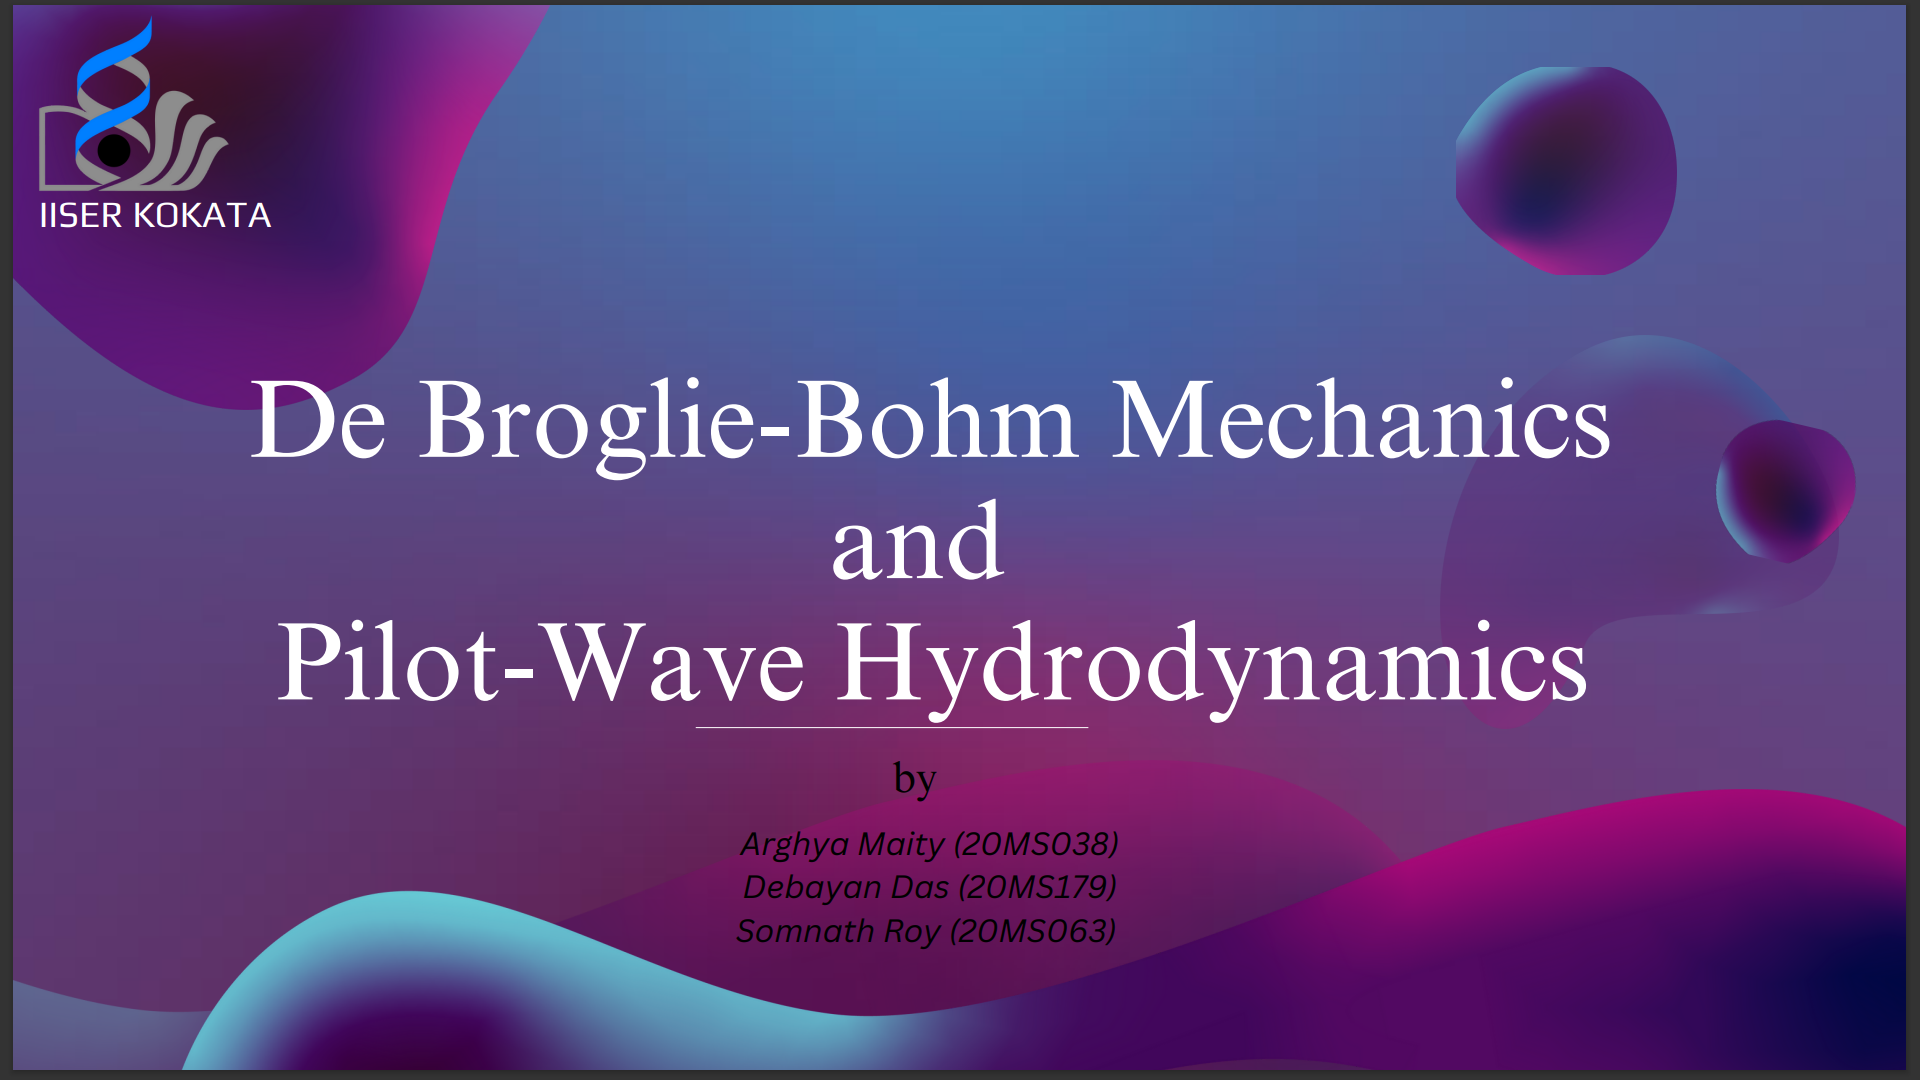 IISER KOKATA
De Broglie-Bohm Mechanics
and
Pilot-Wave Hydrodynamics
by
Arghya Maity (20MS038)
Debayan Das (20MS179)
Somnath Roy (20MS063)